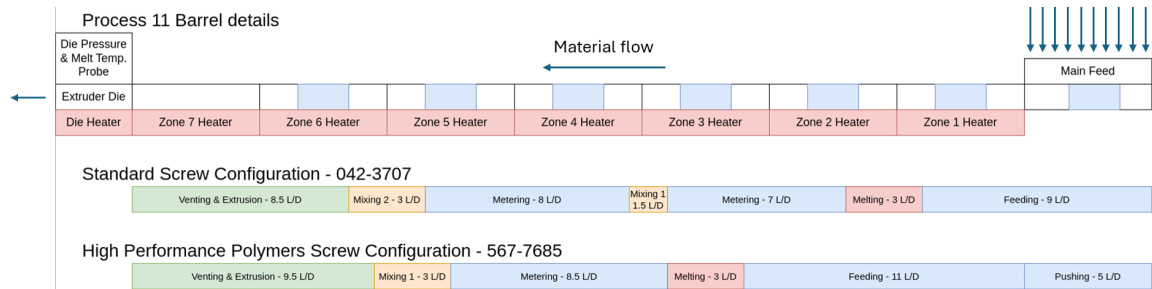 Process 11 Barrel details
Die Pressure
& Melt Temp.
Probe
Material flow
Main Feed
Extruder Die
Die Heater
Zone 7 Heater
Zone 6 Heater
Zone 5 Heater
Zone 4 Heater
Zone 3 Heater
Zone 2 Heater
Zone 1 Heater
Standard Screw Configuration - 042-3707
Venting & Extrusion - 8.5 L/D
Mixing 2 - 3 L/D
Metering - 8 L/D
Mixing 1
1.5 L/D
Metering - 7 L/D
Melting - 3 L/D
Feeding - 9 L/D
High Performance Polymers Screw Configuration - 567-7685
Venting & Extrusion - 9.5 L/D
Mixing 1 - 3 L/D
Metering - 8.5 L/D
Melting - 3 L/D
Feeding - 11 L/D
Pushing - 5 L/D